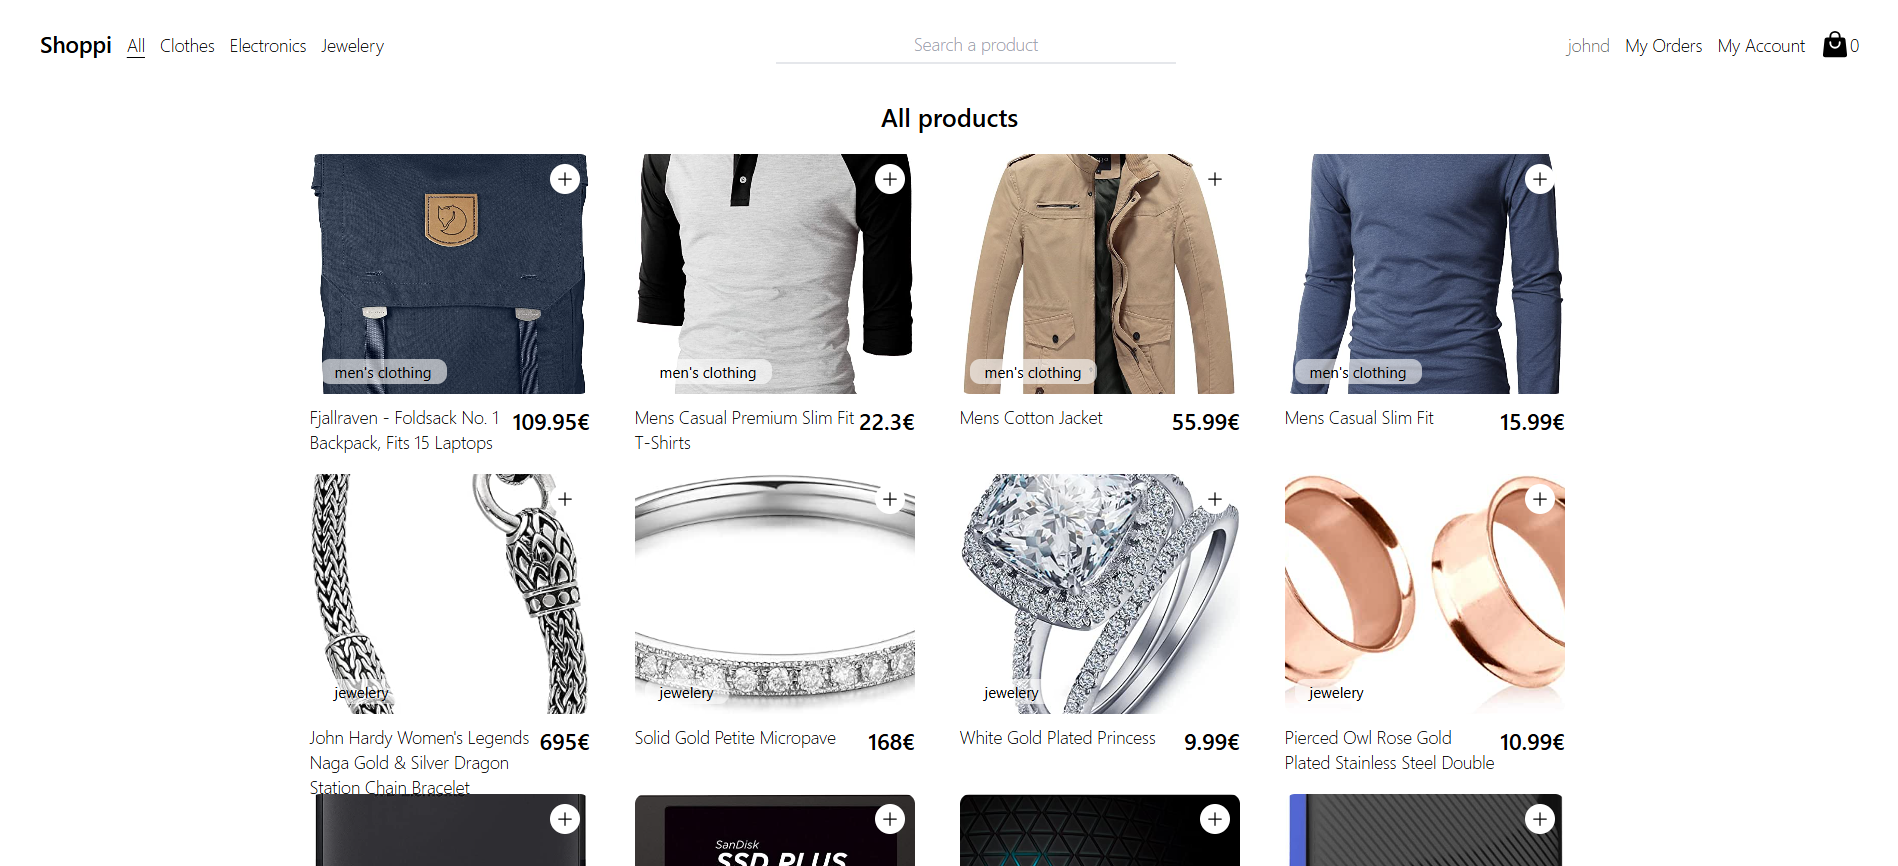 Shoppi All Clothes Electronics Jewelery
Search a product
johnd My Orders My Account 0
All products
men's clothing
men's clothing
men's clothing
men's clothing
Fjallraven - Foldsack No. 1
Backpack, Fits 15 Laptops
109.95€
Mens Casual Premium Slim Fit
T-Shirts
22.3€
Mens Cotton Jacket
55.99€
Mens Casual Slim Fit
15.99€
jewelery
jewelery
jewelery
jewelery
John Hardy Women's Legends
Naga Gold & Silver Dragon
Station Chain Bracelet
695€
Solid Gold Petite Micropave
168€
White Gold Plated Princess
9.99€
Pierced Owl Rose Gold
Plated Stainless Steel Double
10.99€
SanDisk
SSD PLUS